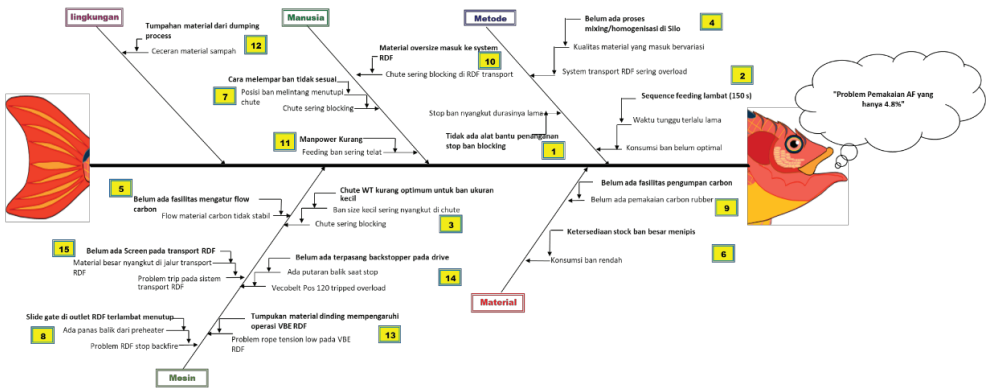 lingkungan
Manusia
Metode
Tumpahan material dari dumping
process
Ceceran material sampah
12
Material oversize masuk ke system
RDF
10
Chute sering blocking di RDF transport
Cara melempar ban tidak sesuai
7
Posisi ban melintang menutupi
chute
Chute sering blocking
11
Manpower Kurang
Feeding ban sering telat
Belum ada proses
mixing/homogenisasi di Silo
4
Kualitas material yang masuk bervariasi
System transport RDF sering overload
2
Sequence feeding lambat (150 s)
Waktu tunggu terlalu lama
Konsumsi ban belum optimal
Stop ban nyangkut durasinya lama
Tidak ada alat bantu penanganan
stop ban blocking
1
"Problem Pemakaian AF yang
hanya 4.8%"
5
Belum ada fasilitas mengatur flow
carbon
Flow material carbon tidak stabil
Chute WT kurang optimum untuk ban ukuran
kecil
Ban size kecil sering nyangkut di chute
Chute sering blocking
3
15
Belum ada Screen pada transport RDF
Material besar nyangkut di jalur transport
RDF
Problem trip pada sistem
transport RDF
Belum ada terpasang backstopper pada drive
Ada putaran balik saat stop
14
Vecobelt Pos 120 tripped overload
Slide gate di outlet RDF terlambat menutup
8
Ada panas balik dari preheater
Problem RDF stop backfire
Tumpukan material dinding mempengaruhi
operasi VBE RDF
13
Problem rope tension low pada VBE
RDF
Belum ada fasilitas pengumpan carbon
Belum ada pemakaian carbon rubber
9
Ketersediaan stock ban besar menipis
Konsumsi ban rendah
6
Material
Mesin